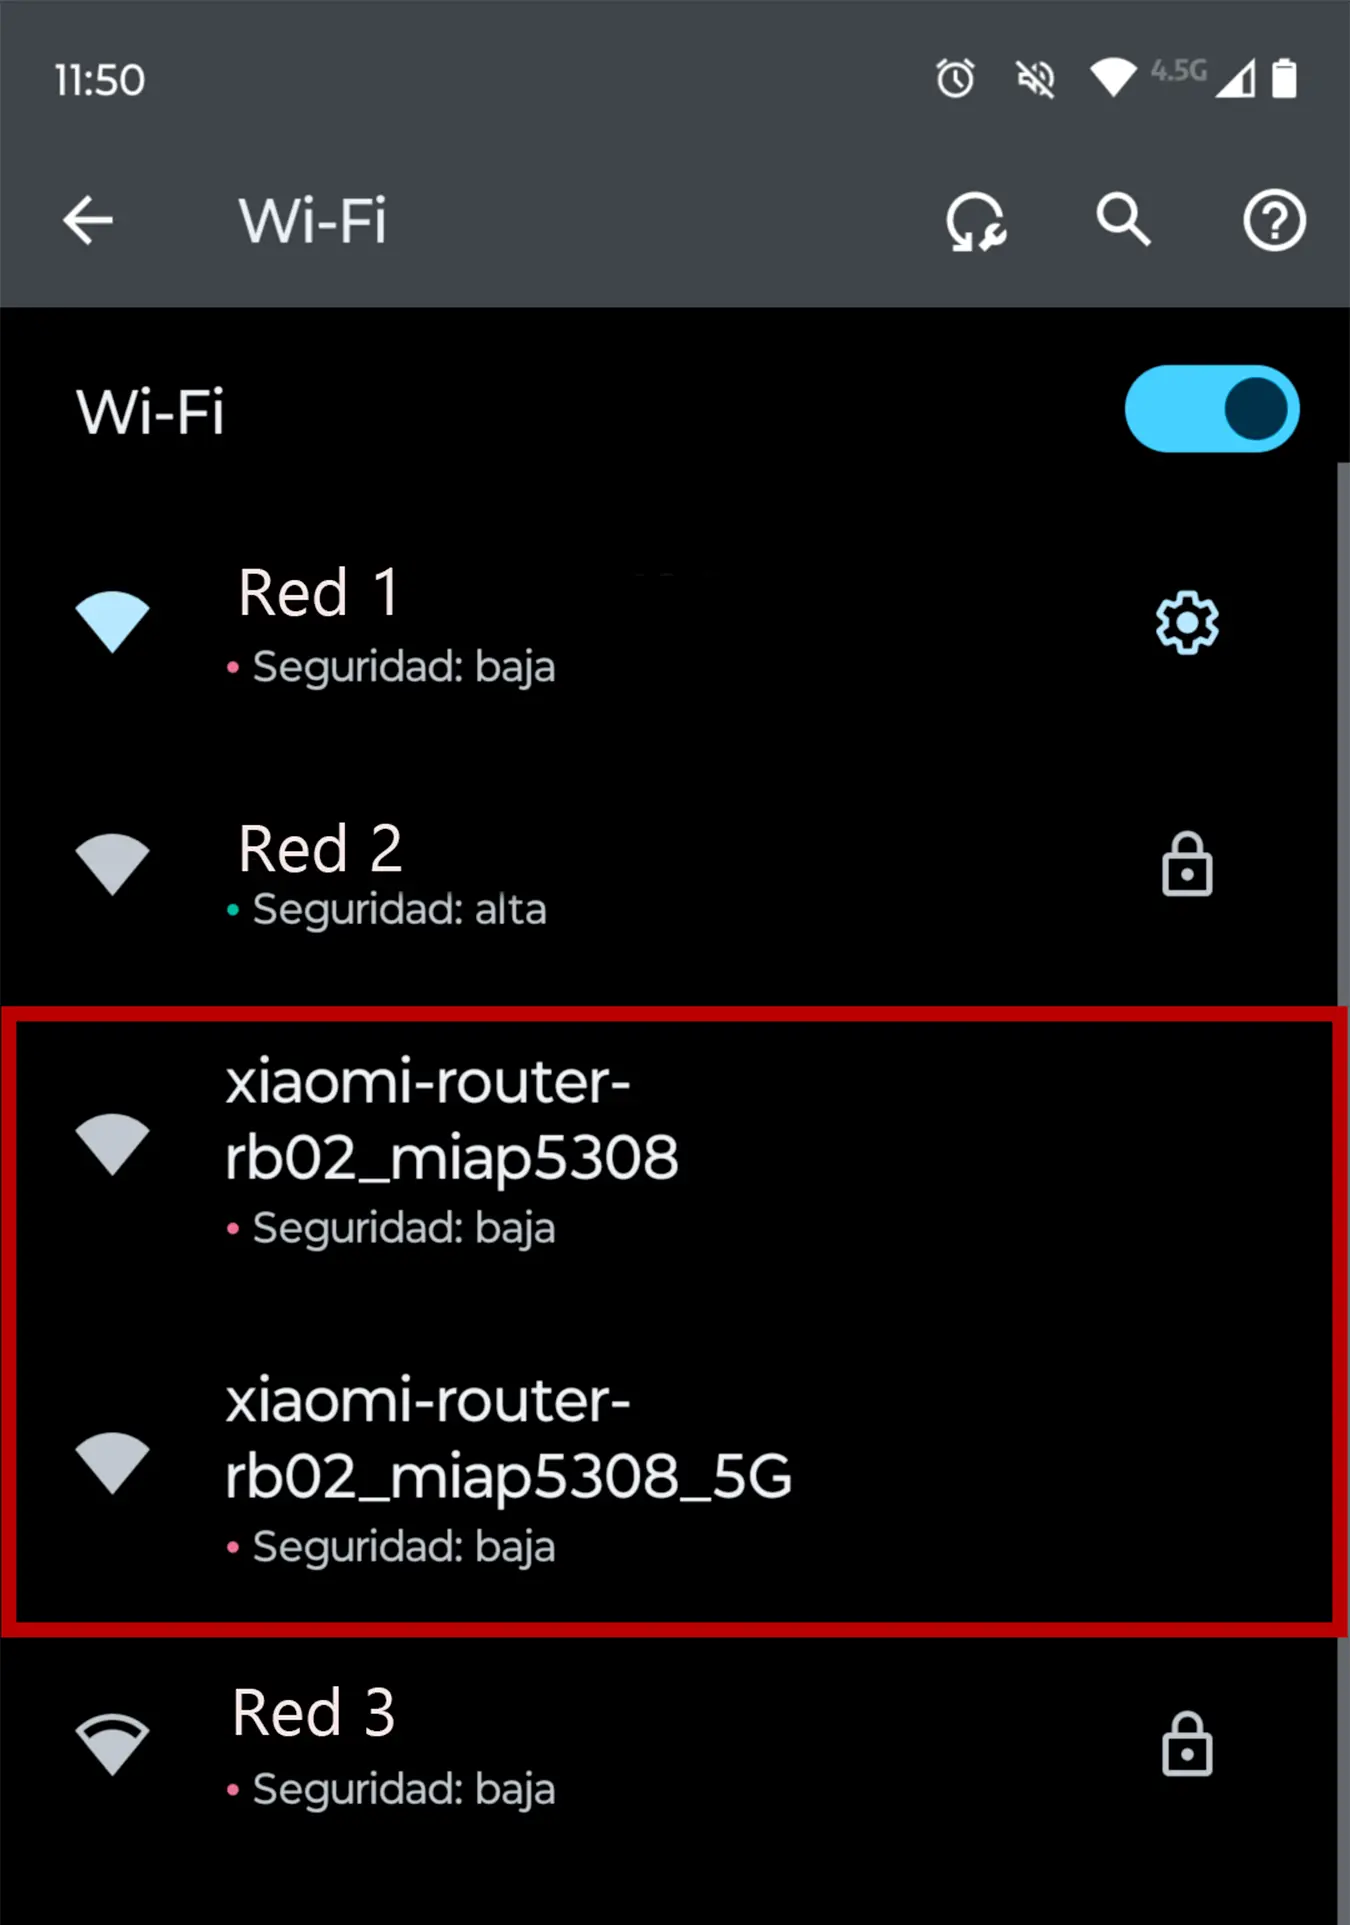 11:50
4.5G
Wi-Fi
Wi-Fi
Red 1
Seguridad: baja
Red 2
Seguridad: alta
xiaomi-router-
rb02_miap5308
Seguridad: baja
xiaomi-router-
rb02_miap5308_5G
Seguridad: baja
Red 3
Seguridad: baja